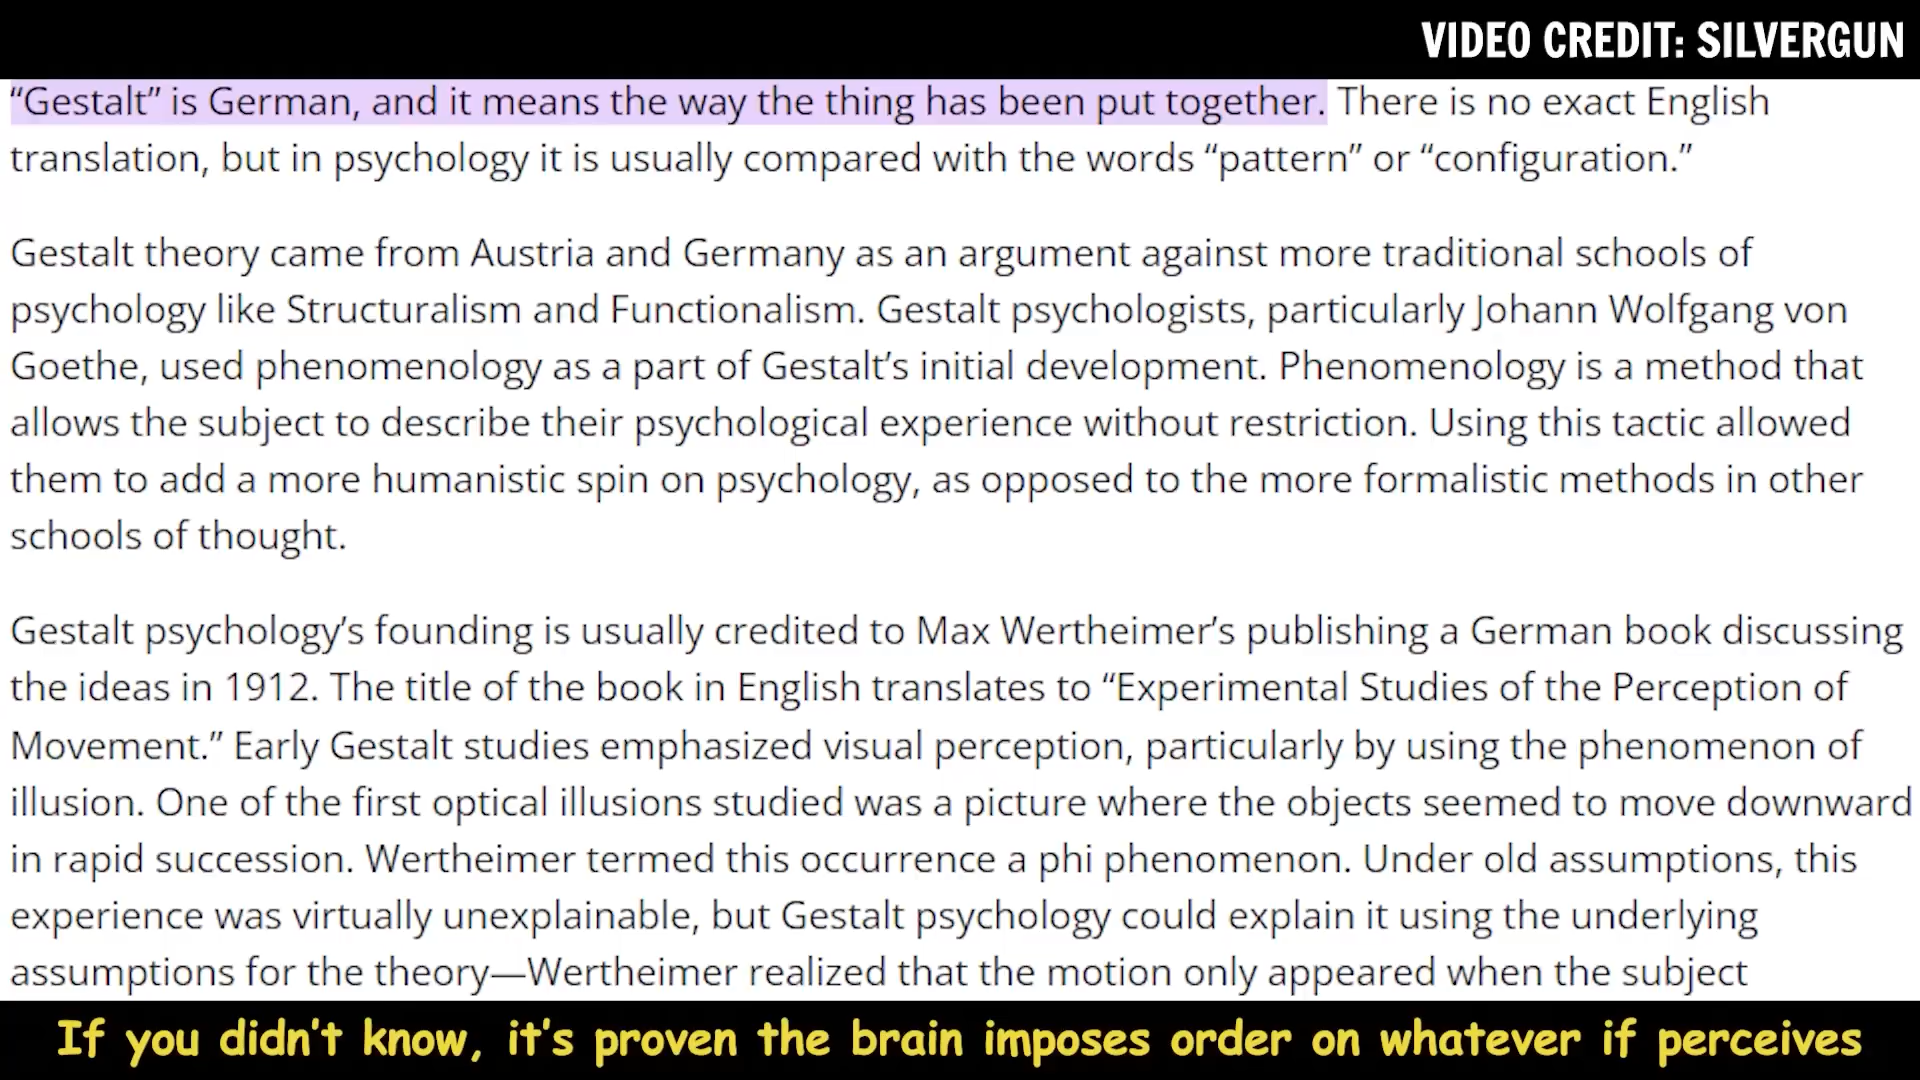 VIDEO CREDIT: SILVERGUN
“Gestalt” is German, and it means the way the thing has been put together. There is no exact English
translation, but in psychology it is usually compared with the words “pattern” or “configuration.”
Gestalt theory came from Austria and Germany as an argument against more traditional schools of
psychology like Structuralism and Functionalism. Gestalt psychologists, particularly Johann Wolfgang von
Goethe, used phenomenology as a part of Gestalt’s initial development. Phenomenology is a method that
allows the subject to describe their psychological experience without restriction. Using this tactic allowed
them to add a more humanistic spin on psychology, as opposed to the more formalistic methods in other
schools of thought.
Gestalt psychology’s founding is usually credited to Max Wertheimer’s publishing a German book discussing
the ideas in 1912. The title of the book in English translates to “Experimental Studies of the Perception of
Movement.” Early Gestalt studies emphasized visual perception, particularly by using the phenomenon of
illusion. One of the first optical illusions studied was a picture where the objects seemed to move downward
in rapid succession. Wertheimer termed this occurrence a phi phenomenon. Under old assumptions, this
experience was virtually unexplainable, but Gestalt psychology could explain it using the underlying
assumptions for the theory—Wertheimer realized that the motion only appeared when the subject
If you didn't know, it's proven the brain imposes order on whatever if perceives